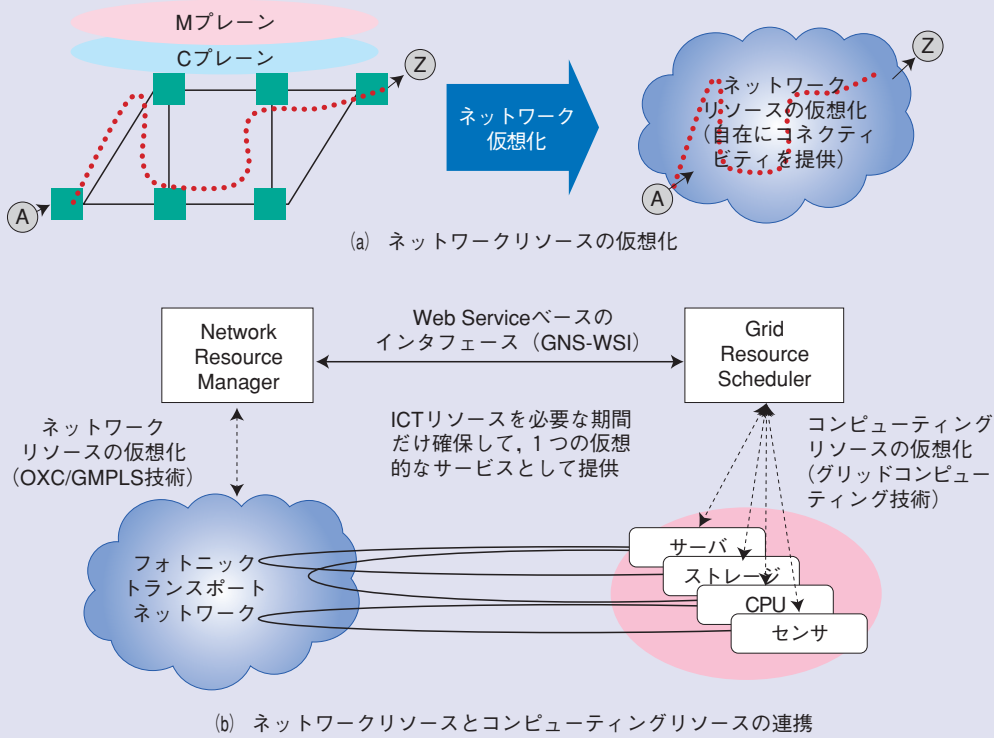 Mプレーン
Cプレーン
Z
A
ネットワーク
仮想化
Z
ネットワーク
リソースの仮想化
（自在にコネクティ
ビティを提供）
A
(a) ネットワークリソースの仮想化
Network
Resource
Manager
Web Serviceベースの
インタフェース（GNS-WSI）
Grid
Resource
Scheduler
ネットワーク
リソースの仮想化
（OXC/GMPLS技術）
ICTリソースを必要な期間
だけ確保して，1つの仮想
的なサービスとして提供
コンピューティング
リソースの仮想化
（グリッドコンピュー
ティング技術）
フォトニック
トランスポート
ネットワーク
サーバ
ストレージ
CPU
センサ
(b) ネットワークリソースとコンピューティングリソースの連携